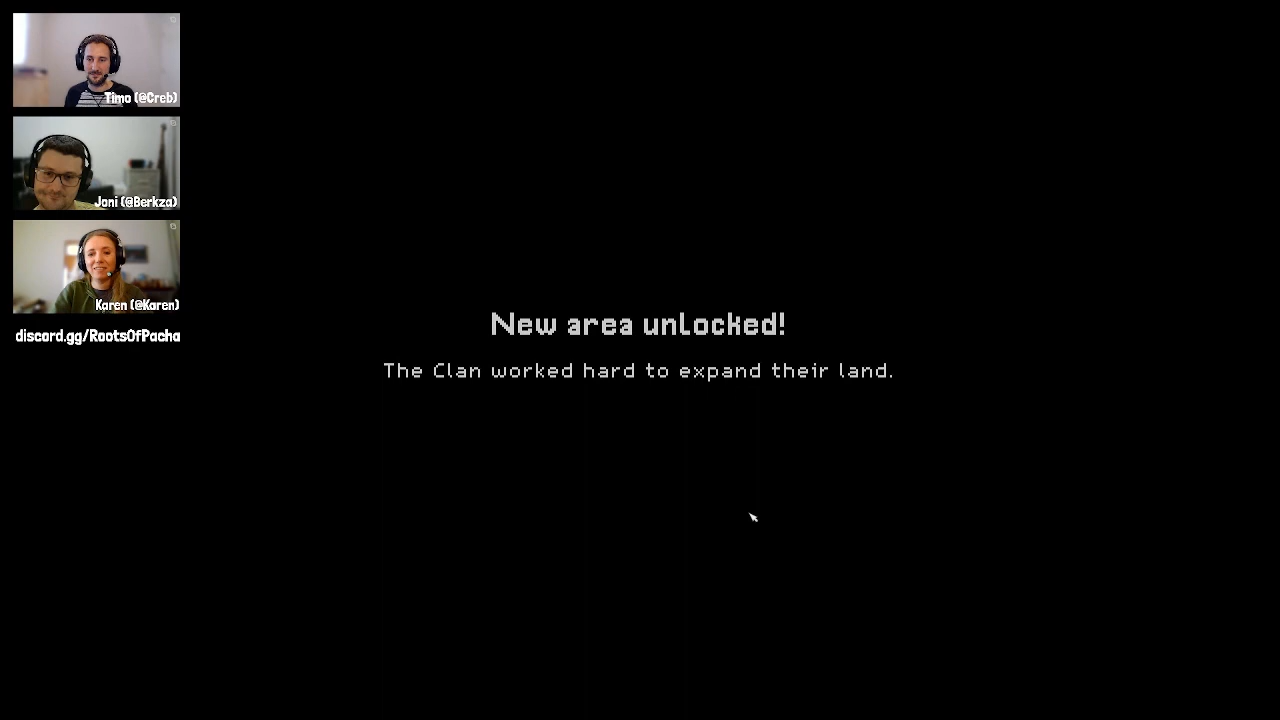 Timo (@Creb)
Joni (@Berkza)
Karen (@Karen)
discord.gg/RootsOfPacha
New area unlocked!
The Clan worked hard to expand their land.